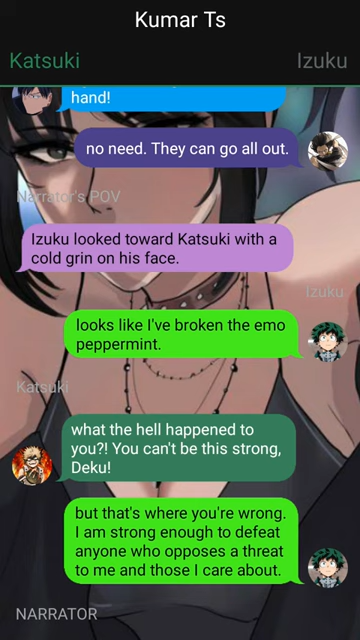 Kumar Ts
Katsuki
Izuku
hand!
no need. They can go all out.
Narrator's POV
Izuku looked toward Katsuki with a
cold grin on his face.
Izuku
looks like I've broken the emo
peppermint.
Katsuki
what the hell happened to
you?! You can't be this strong,
Deku!
but that's where you're wrong.
I am strong enough to defeat
anyone who opposes a threat
to me and those I care about.
NARRATOR